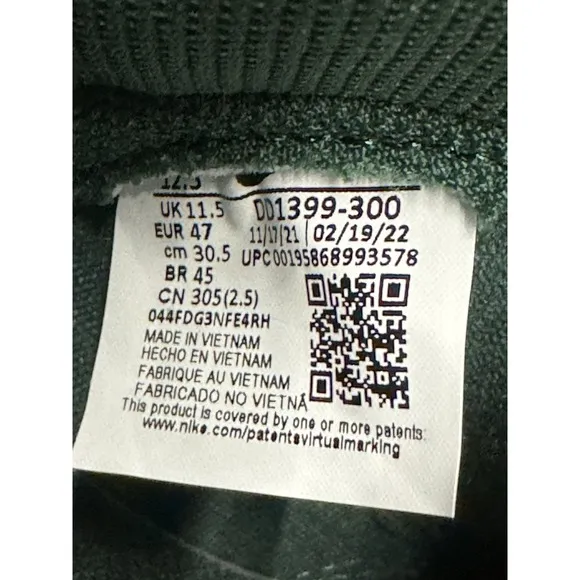 12.5
UK 11.5 DD1399-300
EUR 47 11/17/21 | 02/19/22
cm 30.5 UPC00195868993578
BR 45
CN 305(2.5)
044FDG3NFE4RH
MADE IN VIETNAM
HECHO EN VIETNAM
FABRIQUE AU VIETNAM
FABRICADO NO VIETNÃ
This product is covered by one or more patents:
www.nike.com/patentsvirtualmarking